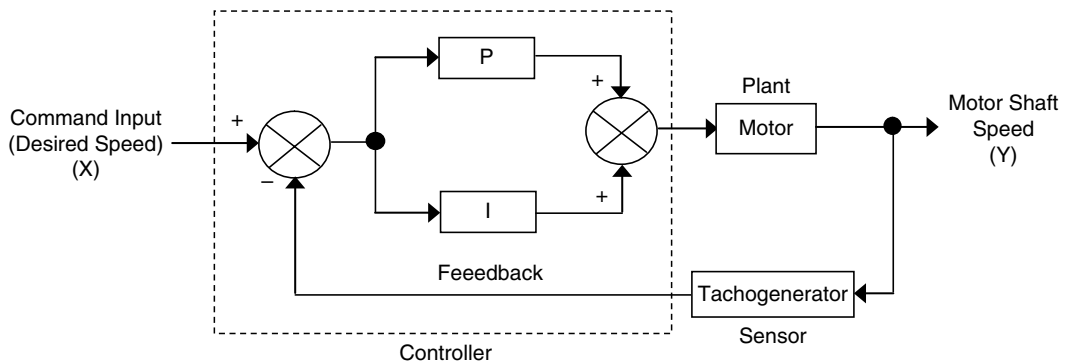 P
+
Plant
Command Input
(Desired Speed)
(X)
+
Motor
Motor Shaft
Speed
(Y)
–
+
I
Feeedback
Tachogenerator
Sensor
Controller